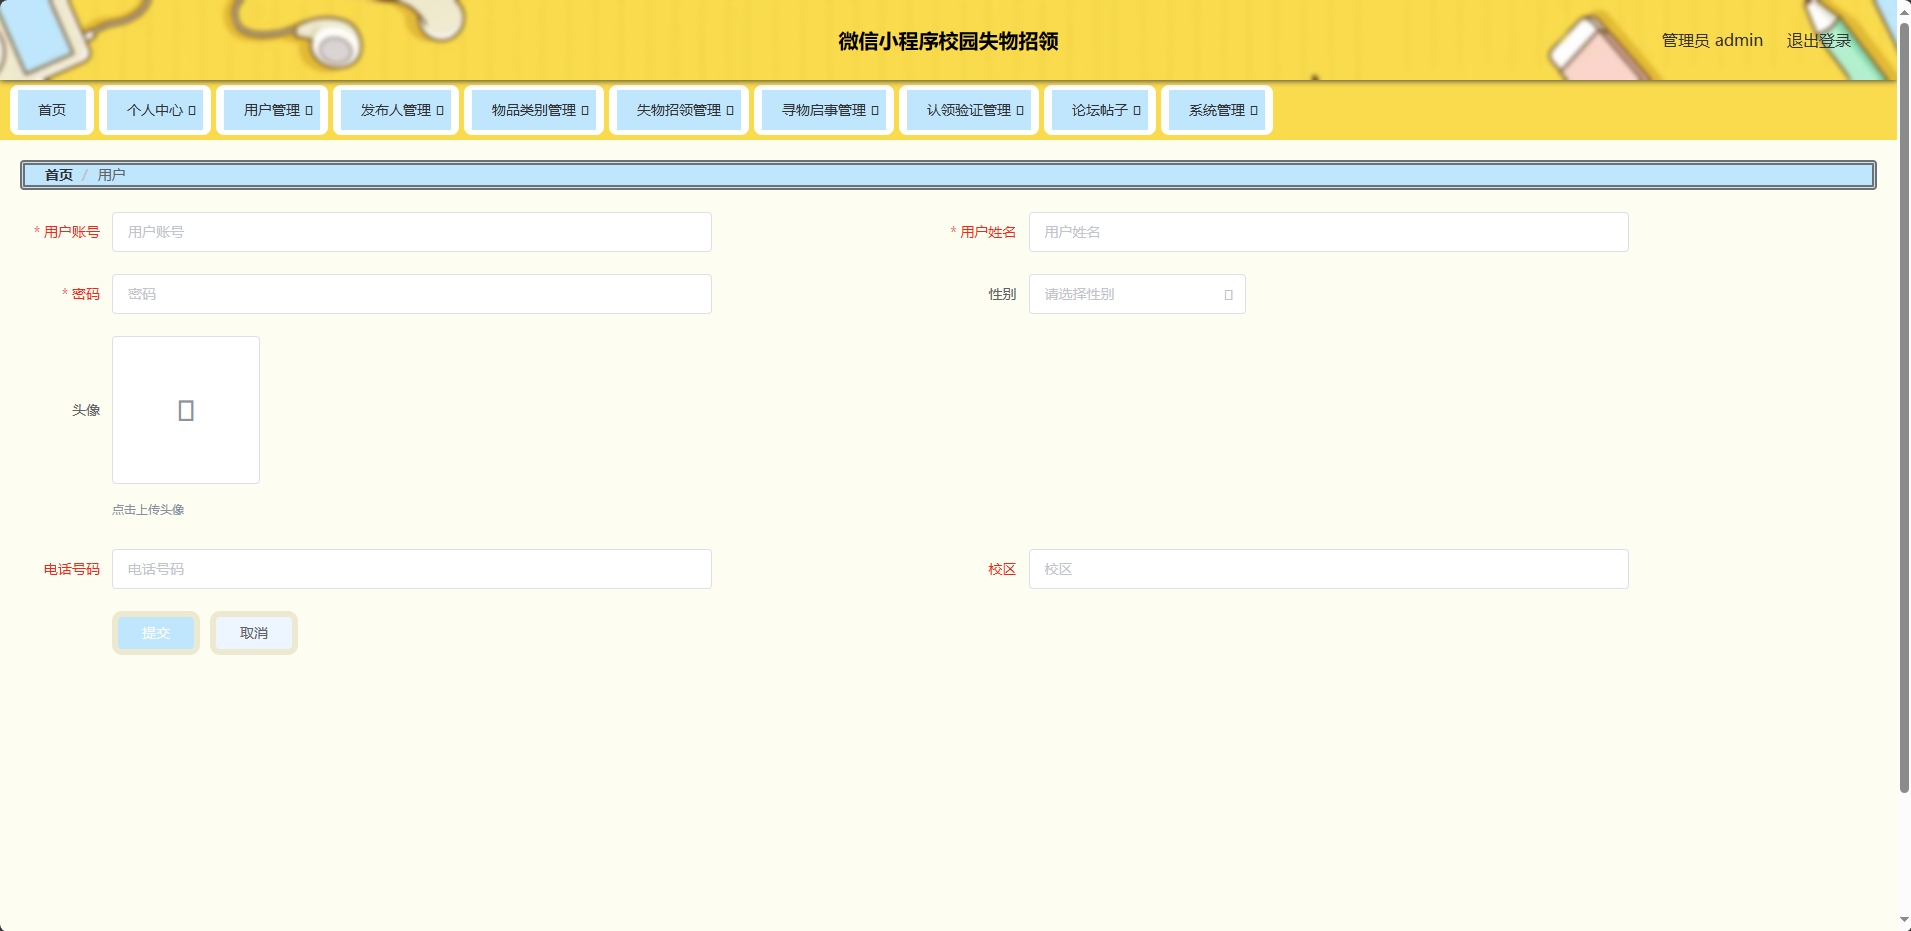 微信小程序校园失物招领
管理员 admin 退出登录
首页 个人中心 用户管理 发布人管理 物品类别管理 失物招领管理 寻物启事管理 认领验证管理 论坛帖子 系统管理
首页 / 用户
* 用户账号 用户账号 * 用户姓名 用户姓名
* 密码 密码 性别 请选择性别
头像
点击上传头像
电话号码 电话号码 校区 校区
提交 取消